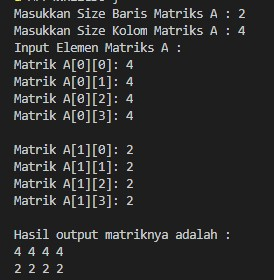 Masukkan Size Baris Matriks A : 2
Masukkan Size Kolom Matriks A : 4
Input Elemen Matriks A :
Matrik A[0][0]: 4
Matrik A[0][1]: 4
Matrik A[0][2]: 4
Matrik A[0][3]: 4
Matrik A[1][0]: 2
Matrik A[1][1]: 2
Matrik A[1][2]: 2
Matrik A[1][3]: 2
Hasil output matriknya adalah :
4 4 4 4
2 2 2 2